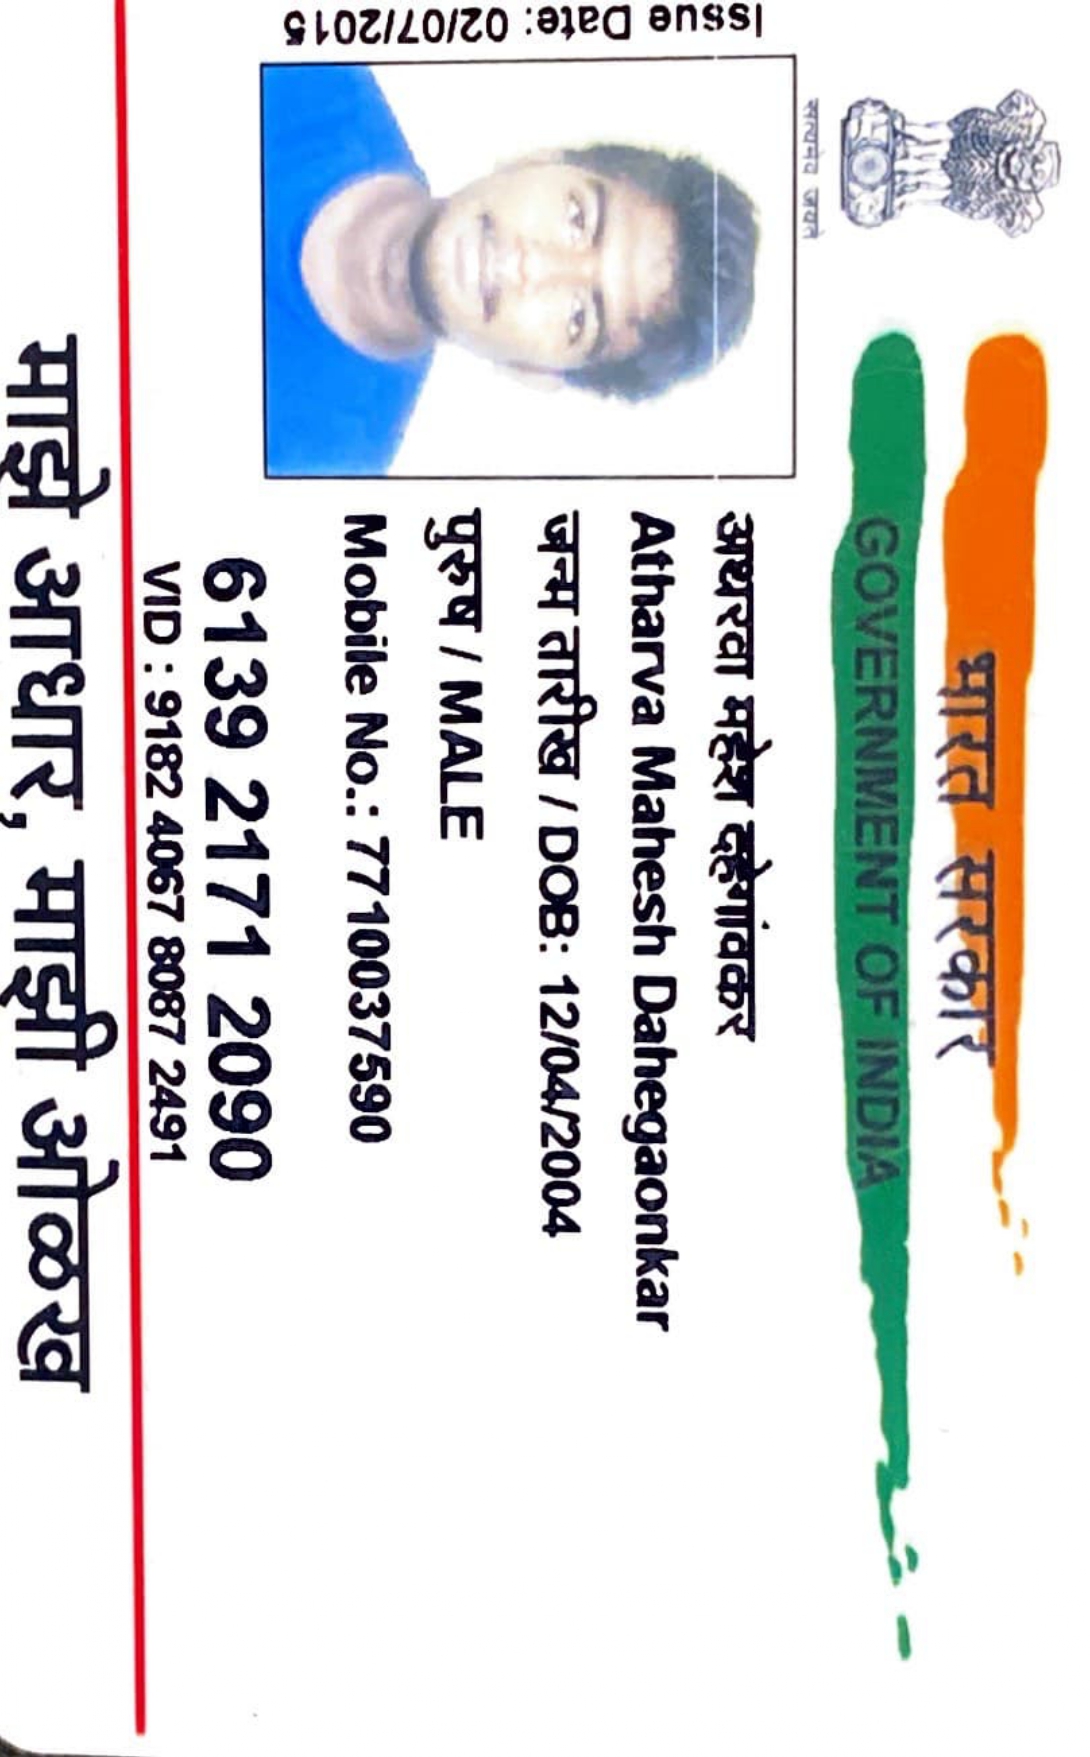 भारत सरकार
GOVERNMENT OF INDIA
सत्यमेव जयते
Issue Date: 02/07/2015
अथरवा महेश दहेगांवकर
Atharva Mahesh Dahegaonkar
जन्म तारीख / DOB: 12/04/2004
पुरुष / MALE
Mobile No.: 7710037590
6139 2171 2090
VID : 9182 4067 8087 2491
माझे आधार, माझी ओळख